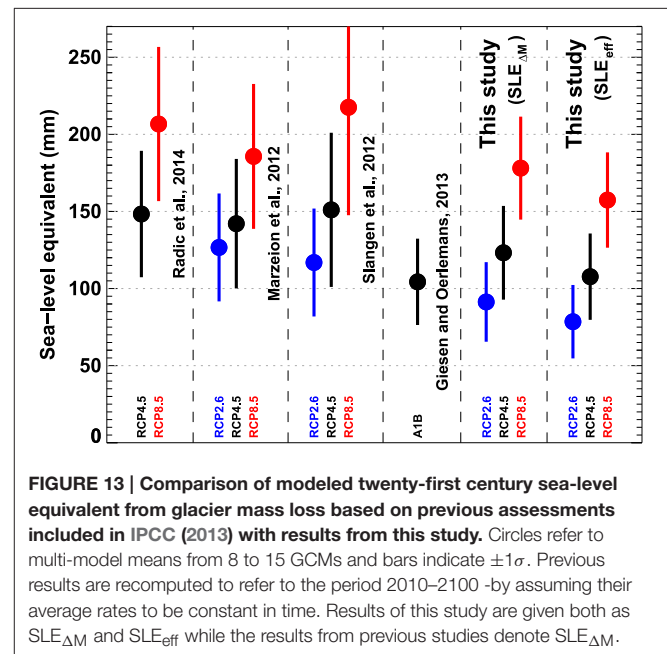 Sea-level equivalent (mm)
250
200
150
100
50
0
Radic et al., 2014
Marzeion et al., 2012
Slangen et al., 2012
Giesen and Oerlemans, 2013
This study
(SLE ΔM)
This study
(SLE eff)
RCP4.5
RCP8.5
RCP2.6
RCP4.5
RCP8.5
RCP2.6
RCP4.5
RCP8.5
A1B
RCP2.6
RCP4.5
RCP8.5
RCP2.6
RCP4.5
RCP8.5
FIGURE 13 | Comparison of modeled twenty-first century sea-level
equivalent from glacier mass loss based on previous assessments
included in IPCC (2013) with results from this study. Circles refer to
multi-model means from 8 to 15 GCMs and bars indicate ±1σ. Previous
results are recomputed to refer to the period 2010–2100 -by assuming their
average rates to be constant in time. Results of this study are given both as
SLEΔM and SLEeff while the results from previous studies denote SLEΔM.